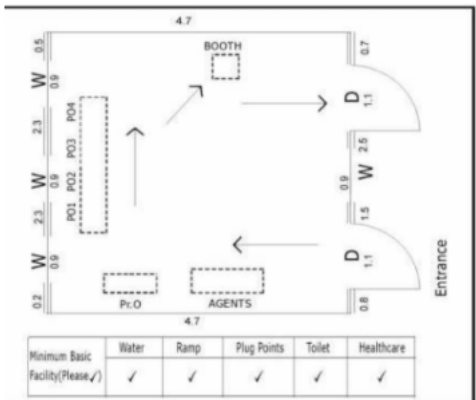 4.7
BOOTH
0.5
0.7
W
0.9
D
1.1
2.3
PO4
PO3
2.5
W
0.9
PO2
0.9
W
2.3
PO1
1.5
D
1.1
W
0.9
Entrance
0.2
Pr.O
AGENTS
0.8
4.7
Minimum Basic Facility(Please ✓)
Water
Ramp
Plug Points
Toilet
Healthcare
✓
✓
✓
✓
✓